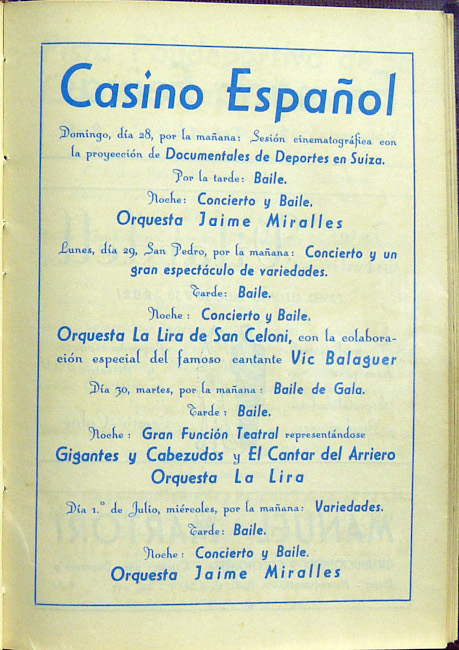 Casino Español
Domingo, día 28, por la mañana: Sesión cinematográfica con
la proyección de Documentales de Deportes en Suiza.
Por la tarde: Baile.
Noche: Concierto y Baile.
Orquesta Jaime Miralles
Lunes, día 29, San Pedro, por la mañana: Concierto y un
gran espectáculo de variedades.
Tarde: Baile.
Noche: Concierto y Baile.
Orquesta La Lira de San Celoni, con la colabora-
ción especial del famoso cantante Vic Balaguer
Día 30, martes, por la mañana: Baile de Gala.
Tarde: Baile.
Noche: Gran Función Teatral representándose
Gigantes y Cabezudos y El Cantar del Arriero
Orquesta La Lira
Día 1.º de Julio, miércoles, por la mañana: Variedades.
Tarde: Baile.
Noche: Concierto y Baile.
Orquesta Jaime Miralles